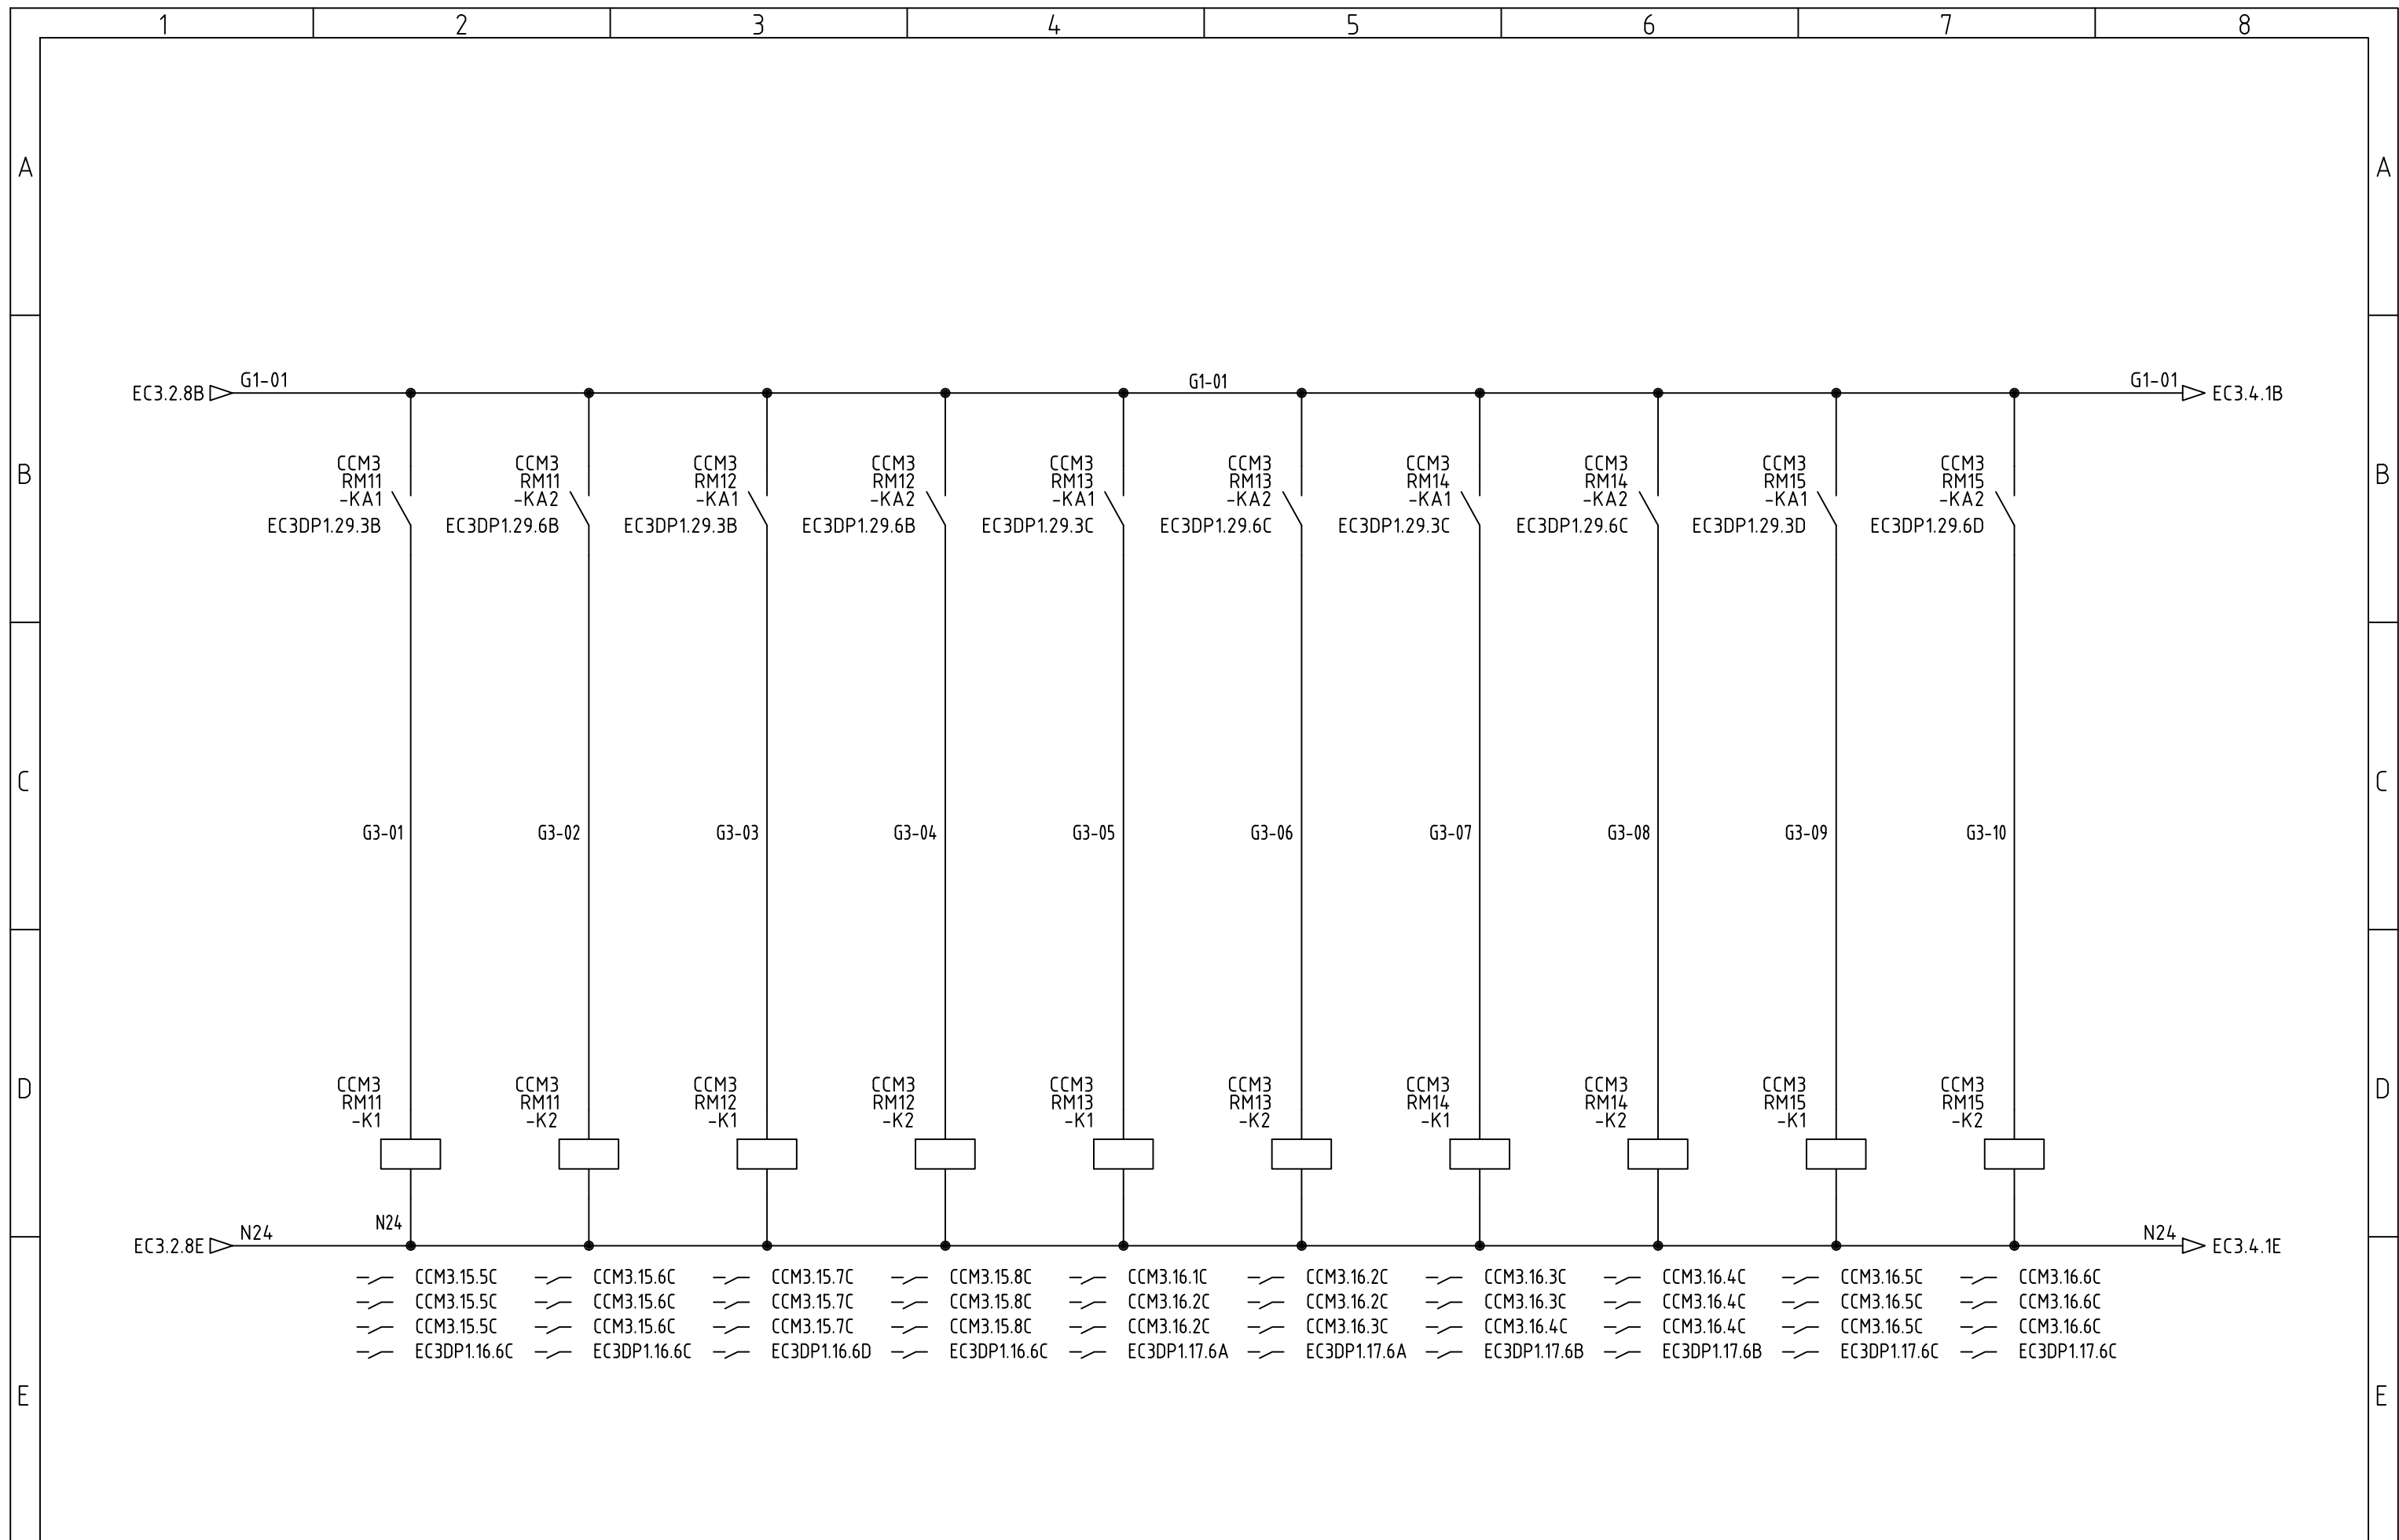 1 2 3 4 5 6 7 8
A A
G1-01 G1-01 G1-01
EC3.2.8B EC3.4.1B
CCM3 CCM3 CCM3 CCM3 CCM3 CCM3 CCM3 CCM3 CCM3 CCM3
B RM11 RM11 RM12 RM12 RM13 RM13 RM14 RM14 RM15 RM15 B
-KA1 -KA2 -KA1 -KA2 -KA1 -KA2 -KA1 -KA2 -KA1 -KA2
EC3DP1.29.3B EC3DP1.29.6B EC3DP1.29.3B EC3DP1.29.6B EC3DP1.29.3C EC3DP1.29.6C EC3DP1.29.3C EC3DP1.29.6C EC3DP1.29.3D EC3DP1.29.6D
C C
G3-01 G3-02 G3-03 G3-04 G3-05 G3-06 G3-07 G3-08 G3-09 G3-10
CCM3 CCM3 CCM3 CCM3 CCM3 CCM3 CCM3 CCM3 CCM3 CCM3
D RM11 RM11 RM12 RM12 RM13 RM13 RM14 RM14 RM15 RM15 D
-K1 -K2 -K1 -K2 -K1 -K2 -K1 -K2 -K1 -K2
N24 N24 N24
EC3.2.8E EC3.4.1E
CCM3.15.5C CCM3.15.6C CCM3.15.7C CCM3.15.8C CCM3.16.1C CCM3.16.2C CCM3.16.3C CCM3.16.4C CCM3.16.5C CCM3.16.6C
CCM3.15.5C CCM3.15.6C CCM3.15.7C CCM3.15.8C CCM3.16.2C CCM3.16.2C CCM3.16.3C CCM3.16.4C CCM3.16.5C CCM3.16.6C
CCM3.15.5C CCM3.15.6C CCM3.15.7C CCM3.15.8C CCM3.16.2C CCM3.16.3C CCM3.16.4C CCM3.16.4C CCM3.16.5C CCM3.16.6C
EC3DP1.16.6C EC3DP1.16.6C EC3DP1.16.6D EC3DP1.16.6C EC3DP1.17.6A EC3DP1.17.6A EC3DP1.17.6B EC3DP1.17.6B EC3DP1.17.6C EC3DP1.17.6C
E E